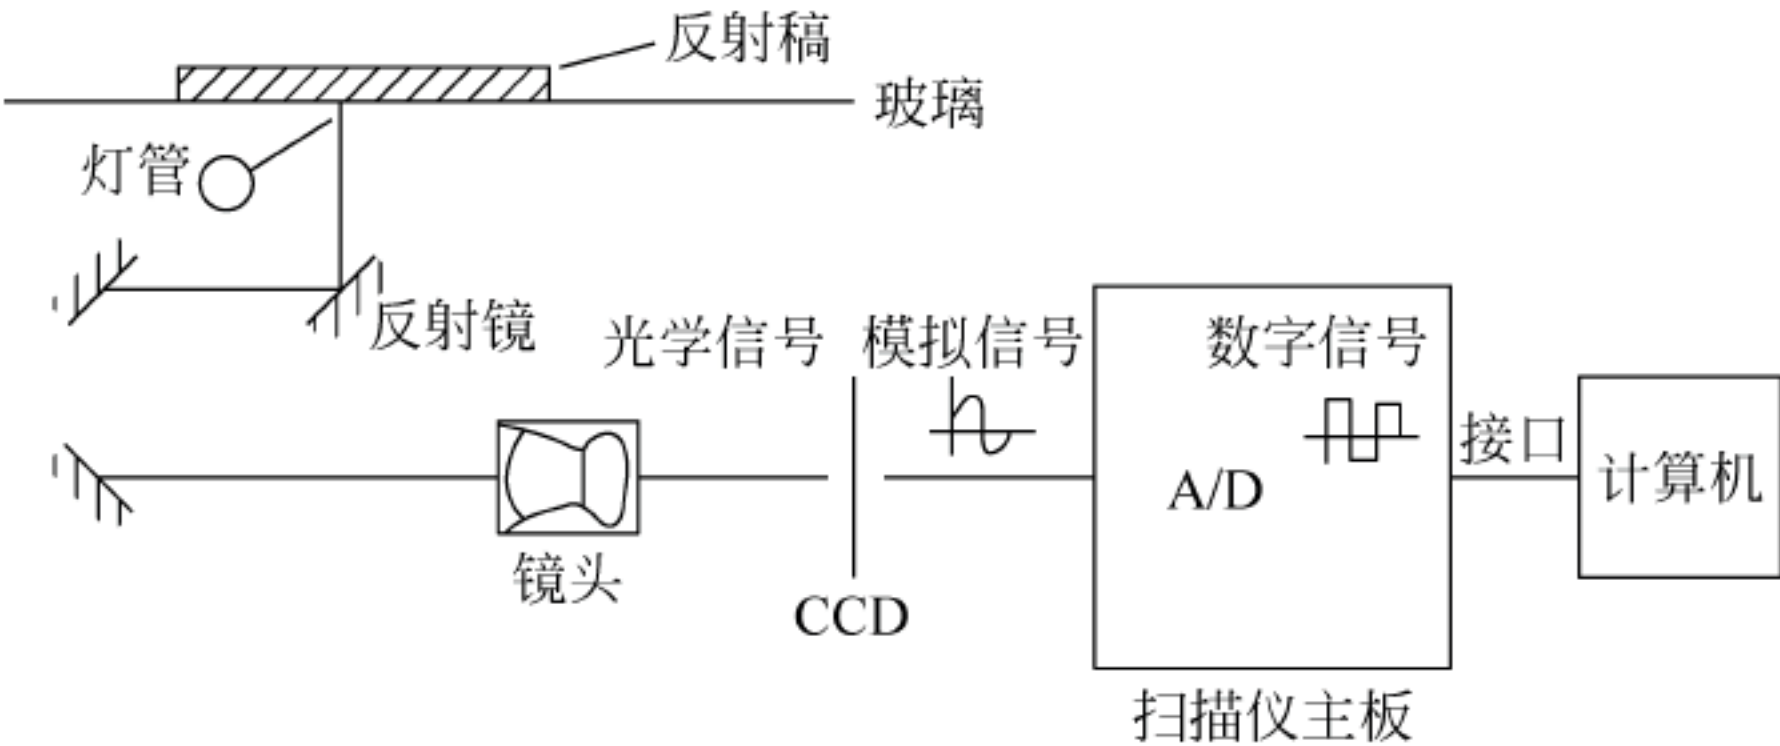 反射稿
玻璃
灯管
反射镜
光学信号
模拟信号
数字信号
接口
计算机
A/D
镜头
CCD
扫描仪主板